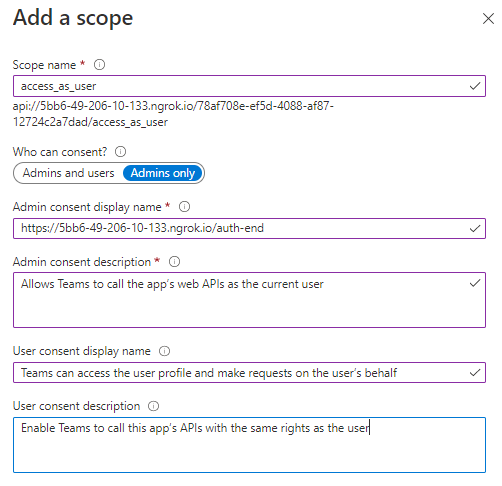 Add a scope
Scope name *
access_as_user
api://5bb6-49-206-10-133.ngrok.io/78af708e-ef5d-4088-af87-
12724c2a7dad/access_as_user
Who can consent?
Admins and users Admins only
Admin consent display name *
https://5bb6-49-206-10-133.ngrok.io/auth-end
Admin consent description *
Allows Teams to call the app's web APIs as the current user
User consent display name
Teams can access the user profile and make requests on the user's behalf
User consent description
Enable Teams to call this app's APIs with the same rights as the user